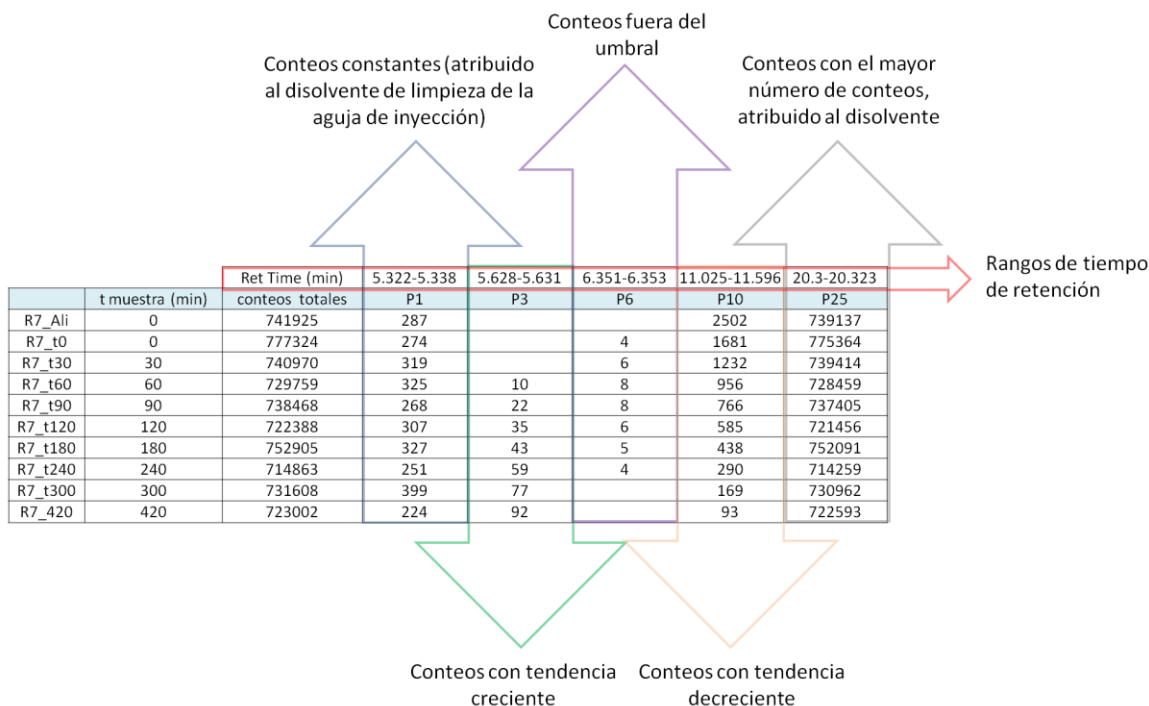 Conteos fuera del
umbral
Conteos constantes (atribuido
al disolvente de limpieza de la
aguja de inyección)
Conteos con el mayor
número de conteos,
atribuido al disolvente
Rangos de tiempo
de retención
Ret Time (min) 5.322-5.338 5.628-5.631 6.351-6.353 11.025-11.596 20.3-20.323
t muestra (min) conteos totales P1 P3 P6 P10 P25
R7_Ali 0 741925 287 2502 739137
R7_t0 0 777324 274 4 1681 775364
R7_t30 30 740970 319 6 1232 739414
R7_t60 60 729759 325 10 8 956 728459
R7_t90 90 738468 268 22 8 766 737405
R7_t120 120 722388 307 35 6 585 721456
R7_t180 180 752905 327 43 5 438 752091
R7_t240 240 714863 251 59 4 290 714259
R7_t300 300 731608 399 77 169 730962
R7_420 420 723002 224 92 93 722593
Conteos con tendencia
creciente
Conteos con tendencia
decreciente